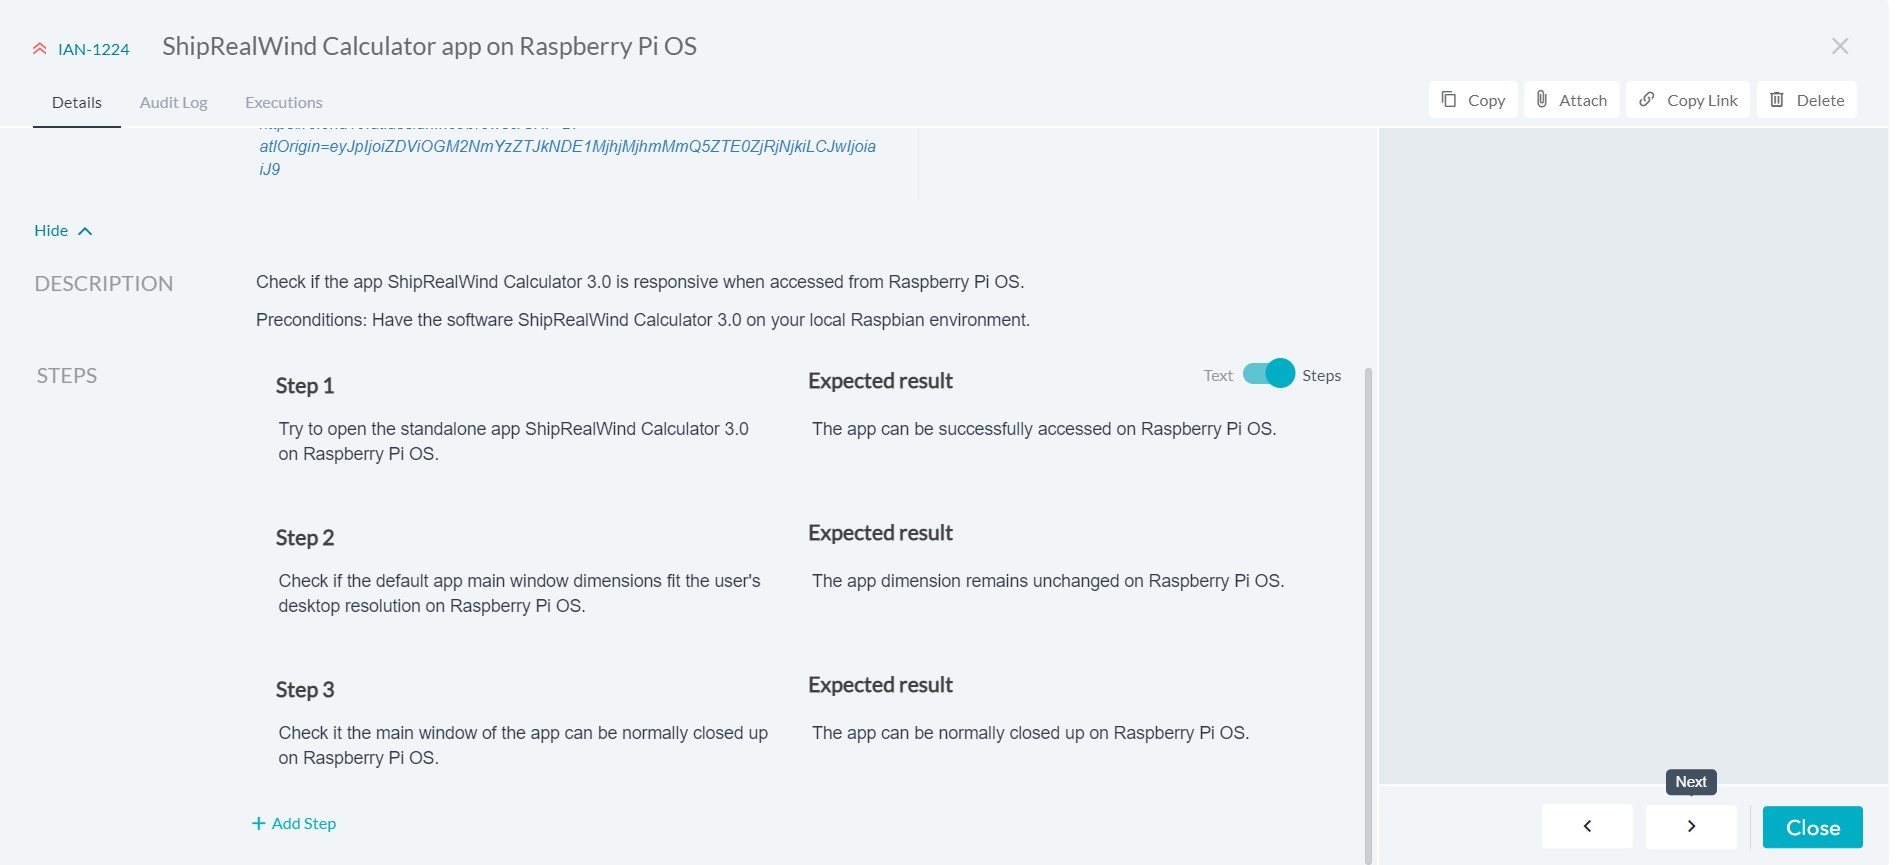 IAN-1224 ShipRealWind Calculator app on Raspberry Pi OS
Details Audit Log Executions
Copy Attach Copy Link Delete
atlOrigin=eyJpIjoiZDViOGM2NmYzZTJkNDE1MjhjMjhmMmQ5ZTE0ZjRjNjkiLCJwIjoia
iJ9
Hide
DESCRIPTION
Check if the app ShipRealWind Calculator 3.0 is responsive when accessed from Raspberry Pi OS.
Preconditions: Have the software ShipRealWind Calculator 3.0 on your local Raspbian environment.
STEPS
Text Steps
Step 1
Try to open the standalone app ShipRealWind Calculator 3.0
on Raspberry Pi OS.
Expected result
The app can be successfully accessed on Raspberry Pi OS.
Step 2
Check if the default app main window dimensions fit the user's
desktop resolution on Raspberry Pi OS.
Expected result
The app dimension remains unchanged on Raspberry Pi OS.
Step 3
Check it the main window of the app can be normally closed up
on Raspberry Pi OS.
Expected result
The app can be normally closed up on Raspberry Pi OS.
+ Add Step
Next
Close